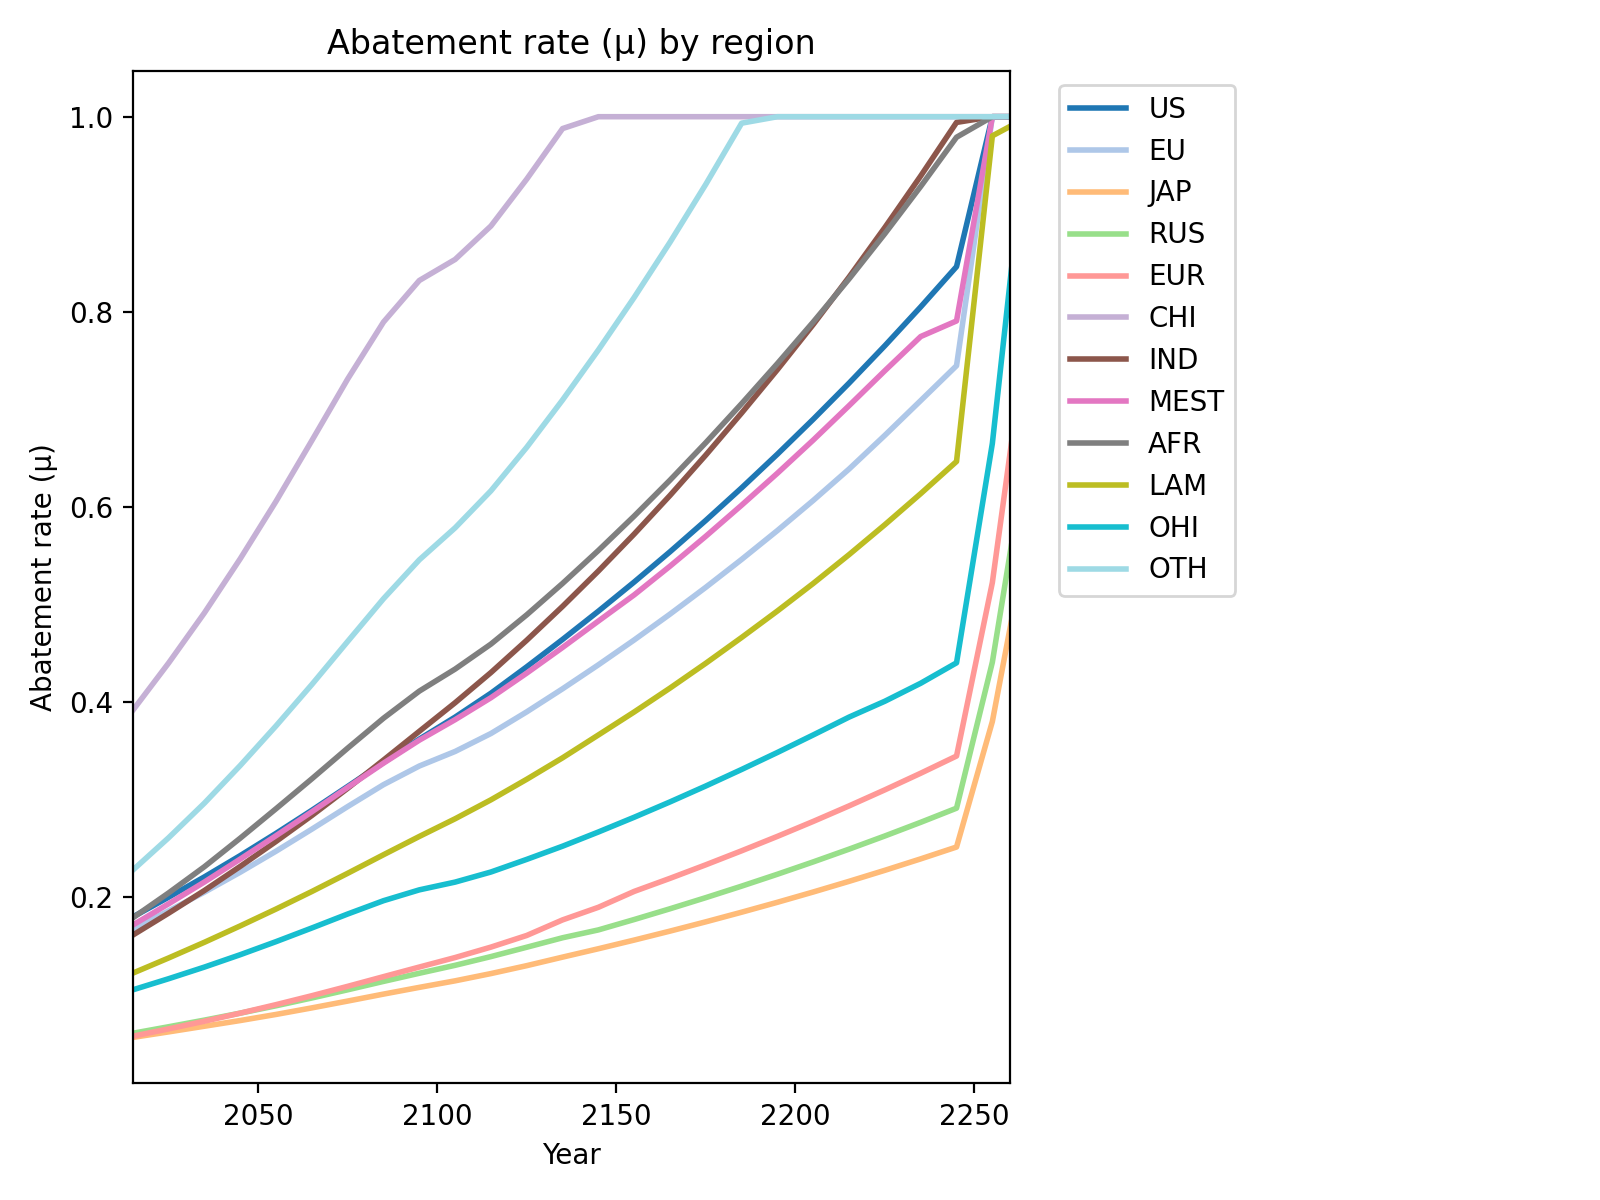 Abatement rate (μ) by region
Abatement rate (μ)
1.0
0.8
0.6
0.4
0.2
2050
2100
2150
2200
2250
Year
US
EU
JAP
RUS
EUR
CHI
IND
MEST
AFR
LAM
OHI
OTH